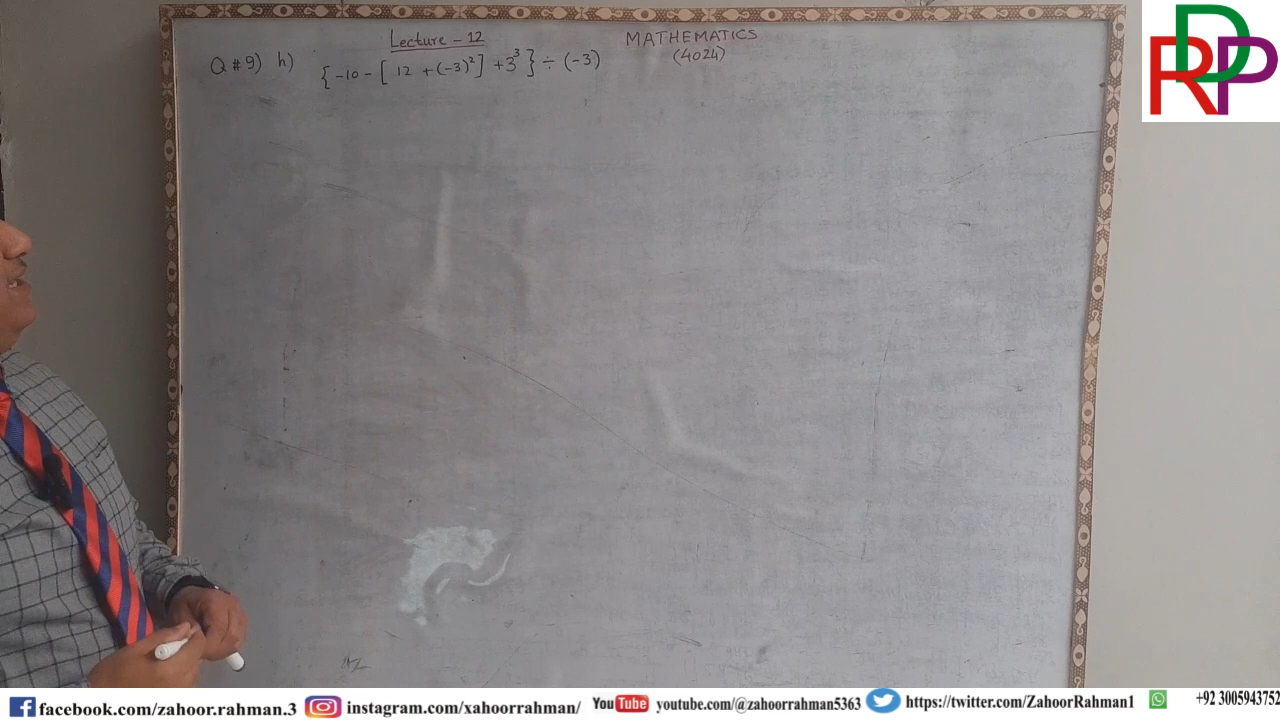 Lecture - 12
MATHEMATICS
(4024)
Q # 9) h) {-10 - [ 12 + (-3)² ] + 3³ } ÷ (-3)
RDP
facebook.com/zahoor.rahman.3
instagram.com/xahoorrahman/
YouTube youtube.com/@zahoorrahman5363
https://twitter.com/ZahoorRahman1
+92 3005943752